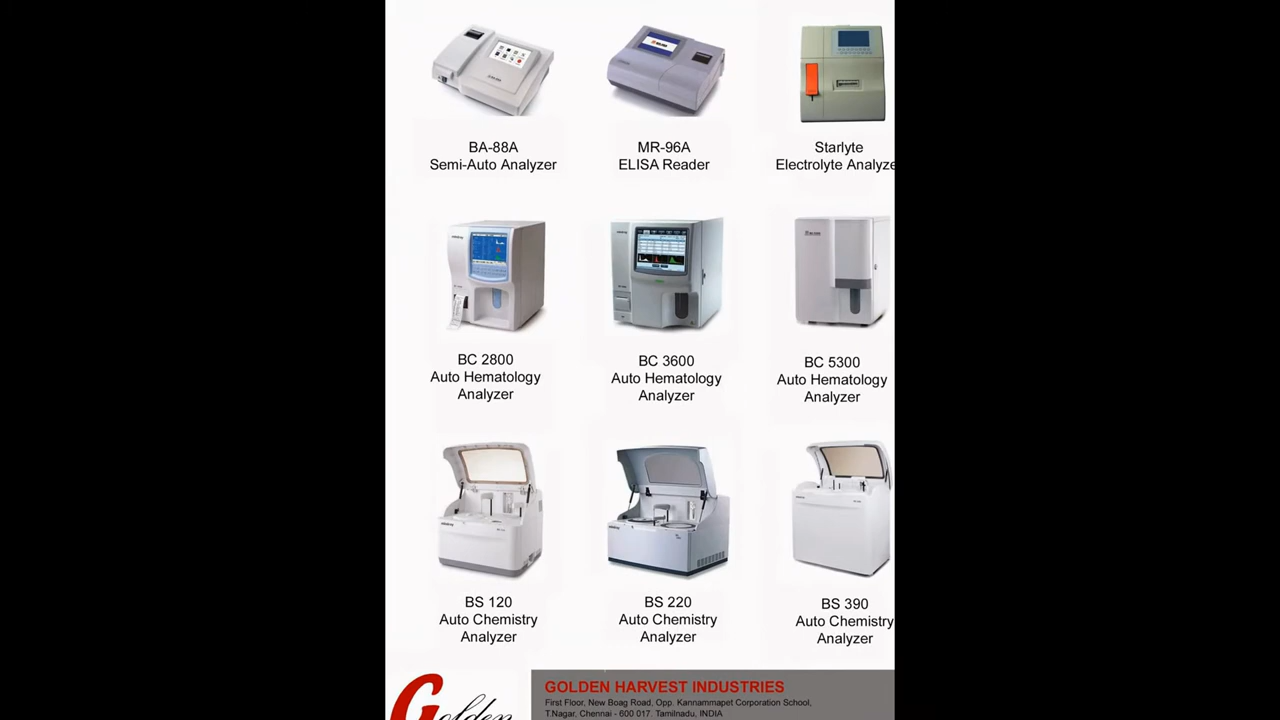 BA-88A
Semi-Auto Analyzer
MR-96A
ELISA Reader
Starlyte
Electrolyte Analyze
BC 2800
Auto Hematology
Analyzer
BC 3600
Auto Hematology
Analyzer
BC 5300
Auto Hematology
Analyzer
BS 120
Auto Chemistry
Analyzer
BS 220
Auto Chemistry
Analyzer
BS 390
Auto Chemistry
Analyzer
Golden
GOLDEN HARVEST INDUSTRIES
First Floor, New Boag Road, Opp. Kannammapet Corporation School,
T.Nagar, Chennai - 600 017. Tamilnadu, INDIA